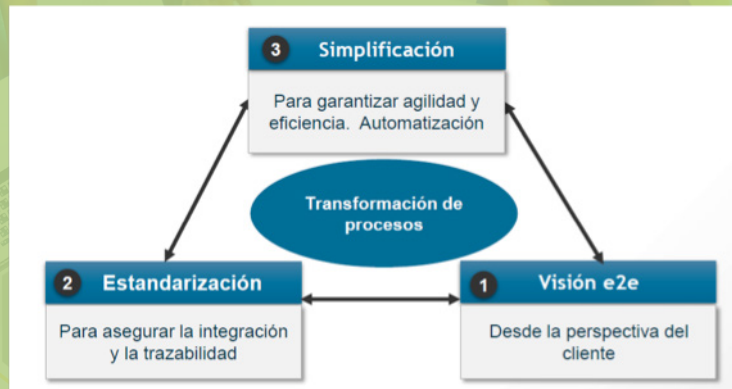 3 Simplificación
Para garantizar agilidad y
eficiencia. Automatización
Transformación de
procesos
2 Estandarización
Para asegurar la integración
y la trazabilidad
1 Visión e2e
Desde la perspectiva del
cliente